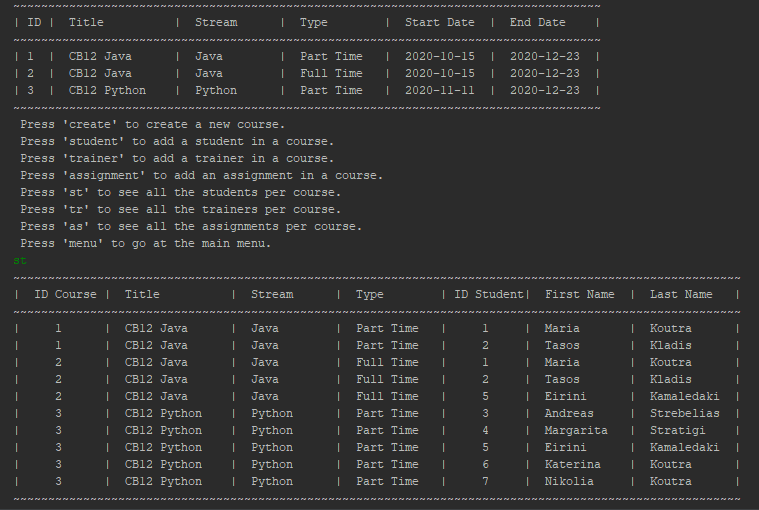 ~~~~~~~~~~~~~~~~~~~~~~~~~~~~~~~~~~~~~~~~~~~~~~~~~~~~~~~~~~~~~~~~~~~~~~~~~~~~~~~~~~~~
| ID |  Title          |  Stream      |  Type        |  Start Date  |  End Date    |
~~~~~~~~~~~~~~~~~~~~~~~~~~~~~~~~~~~~~~~~~~~~~~~~~~~~~~~~~~~~~~~~~~~~~~~~~~~~~~~~~~~~
| 1  |  CB12 Java      |  Java        |  Part Time   |  2020-10-15  |  2020-12-23  |
| 2  |  CB12 Java      |  Java        |  Full Time   |  2020-10-15  |  2020-12-23  |
| 3  |  CB12 Python    |  Python      |  Part Time   |  2020-11-11  |  2020-12-23  |
~~~~~~~~~~~~~~~~~~~~~~~~~~~~~~~~~~~~~~~~~~~~~~~~~~~~~~~~~~~~~~~~~~~~~~~~~~~~~~~~~~~~
 Press 'create' to create a new course.
 Press 'student' to add a student in a course.
 Press 'trainer' to add a trainer in a course.
 Press 'assignment' to add an assignment in a course.
 Press 'st' to see all the students per course.
 Press 'tr' to see all the trainers per course.
 Press 'as' to see all the assignments per course.
 Press 'menu' to go at the main menu.
st
~~~~~~~~~~~~~~~~~~~~~~~~~~~~~~~~~~~~~~~~~~~~~~~~~~~~~~~~~~~~~~~~~~~~~~~~~~~~~~~~~~~~~~~~~~~~~~~~~~~~~~~~
|  ID Course |  Title          |  Stream      |  Type        | ID Student|  First Name  |  Last Name   |
~~~~~~~~~~~~~~~~~~~~~~~~~~~~~~~~~~~~~~~~~~~~~~~~~~~~~~~~~~~~~~~~~~~~~~~~~~~~~~~~~~~~~~~~~~~~~~~~~~~~~~~~
|     1      |  CB12 Java      |  Java        |  Part Time   |     1     |  Maria       |  Koutra      |
|     1      |  CB12 Java      |  Java        |  Part Time   |     2     |  Tasos       |  Kladis      |
|     2      |  CB12 Java      |  Java        |  Full Time   |     1     |  Maria       |  Koutra      |
|     2      |  CB12 Java      |  Java        |  Full Time   |     2     |  Tasos       |  Kladis      |
|     2      |  CB12 Java      |  Java        |  Full Time   |     5     |  Eirini      |  Kamaledaki  |
|     3      |  CB12 Python    |  Python      |  Part Time   |     3     |  Andreas     |  Strebelias  |
|     3      |  CB12 Python    |  Python      |  Part Time   |     4     |  Margarita   |  Stratigi    |
|     3      |  CB12 Python    |  Python      |  Part Time   |     5     |  Eirini      |  Kamaledaki  |
|     3      |  CB12 Python    |  Python      |  Part Time   |     6     |  Katerina    |  Koutra      |
|     3      |  CB12 Python    |  Python      |  Part Time   |     7     |  Nikolia     |  Koutra      |
~~~~~~~~~~~~~~~~~~~~~~~~~~~~~~~~~~~~~~~~~~~~~~~~~~~~~~~~~~~~~~~~~~~~~~~~~~~~~~~~~~~~~~~~~~~~~~~~~~~~~~~~